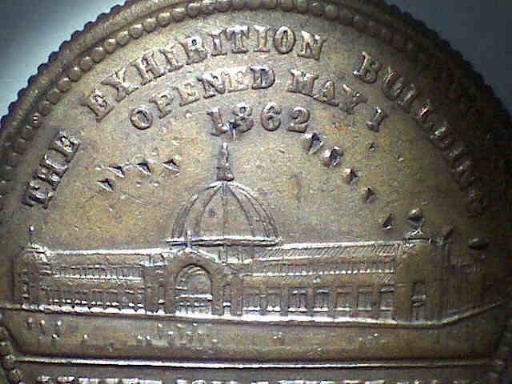 THE EXHIBITION BUILDING
OPENED MAY 1
1862